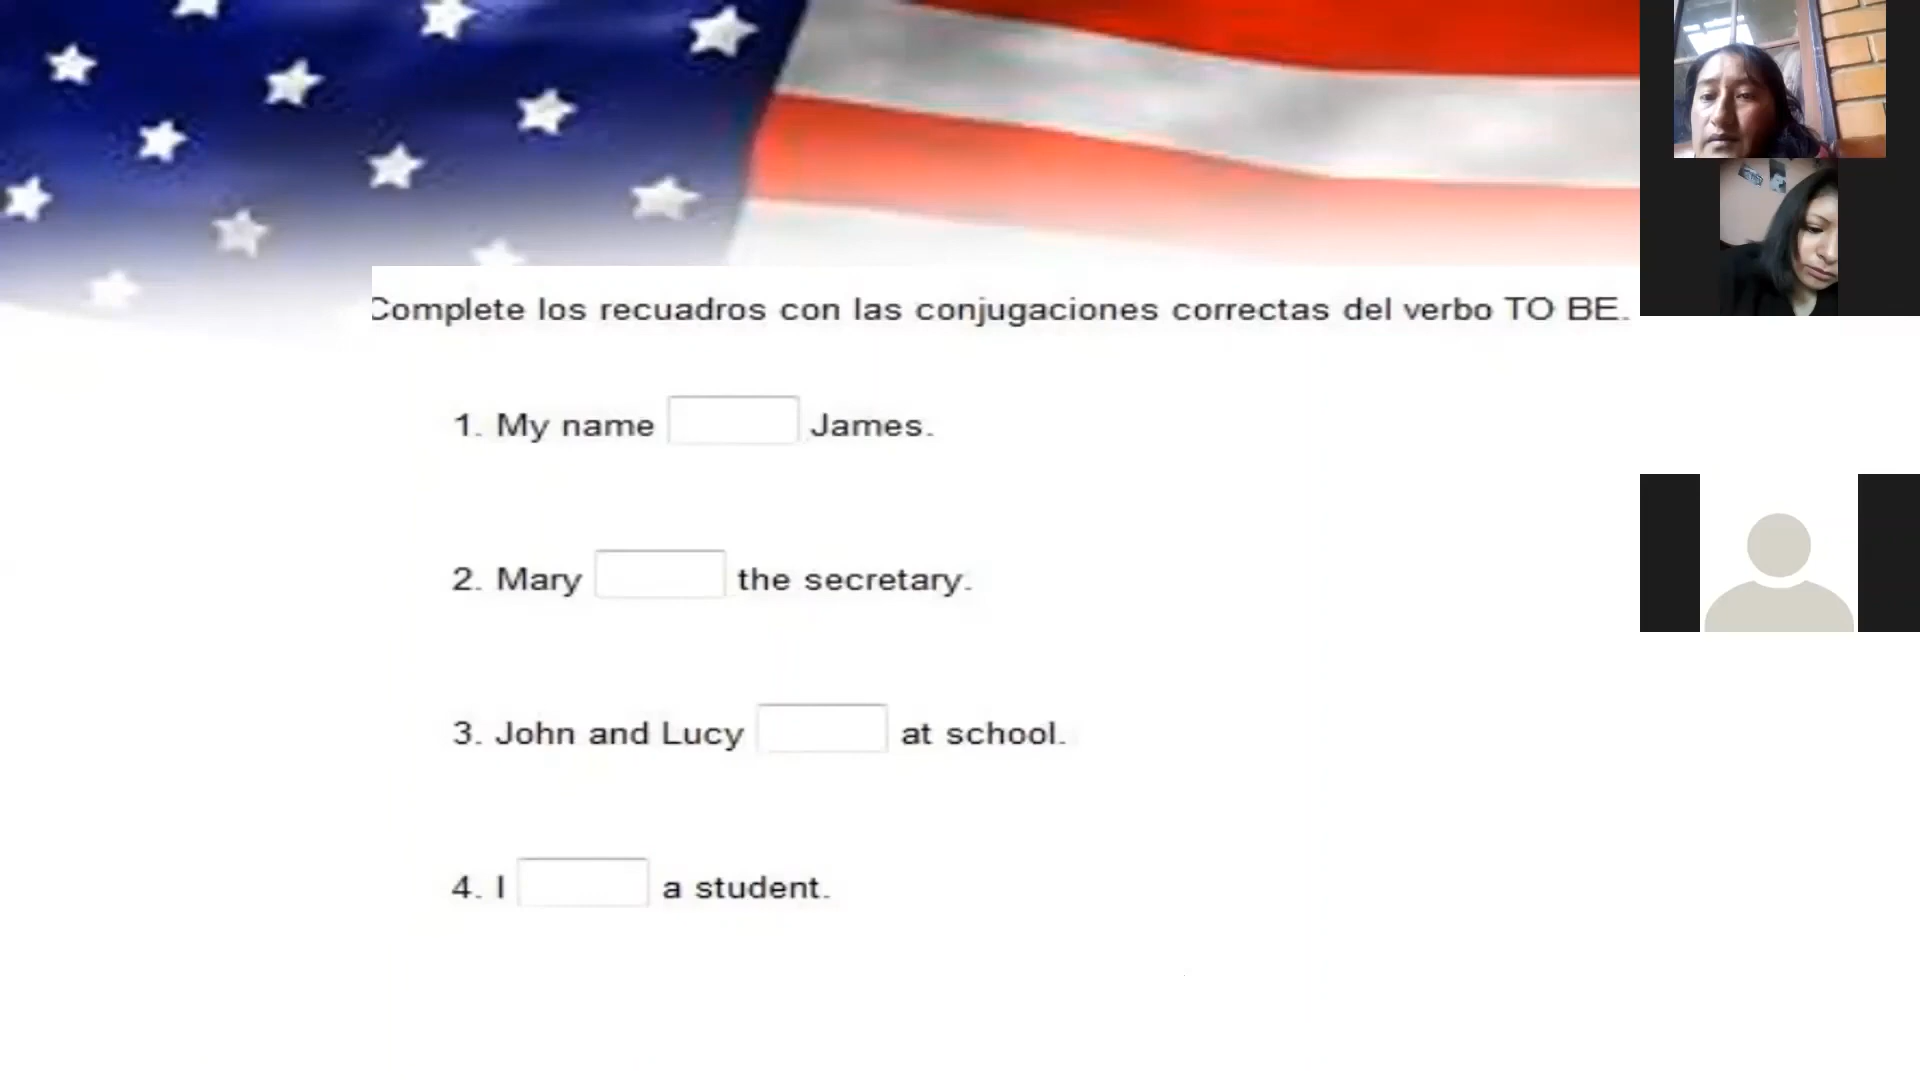 Complete los recuadros con las conjugaciones correctas del verbo TO BE.
1. My name James.
2. Mary the secretary.
3. John and Lucy at school.
4. I a student.